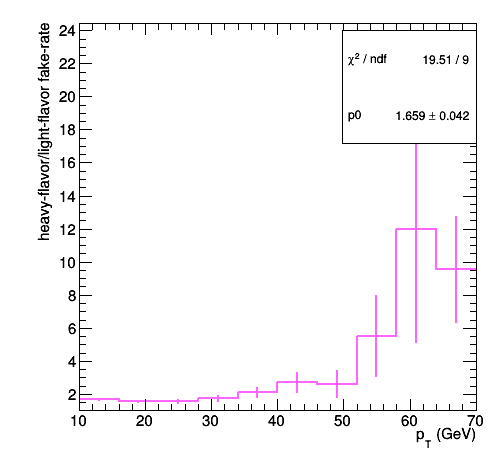 heavy-flavor/light-flavor fake-rate
24
22
20
18
16
14
12
10
8
6
4
2
χ² / ndf 19.51 / 9
p0 1.659 ± 0.042
10 20 30 40 50 60 70
p_T (GeV)